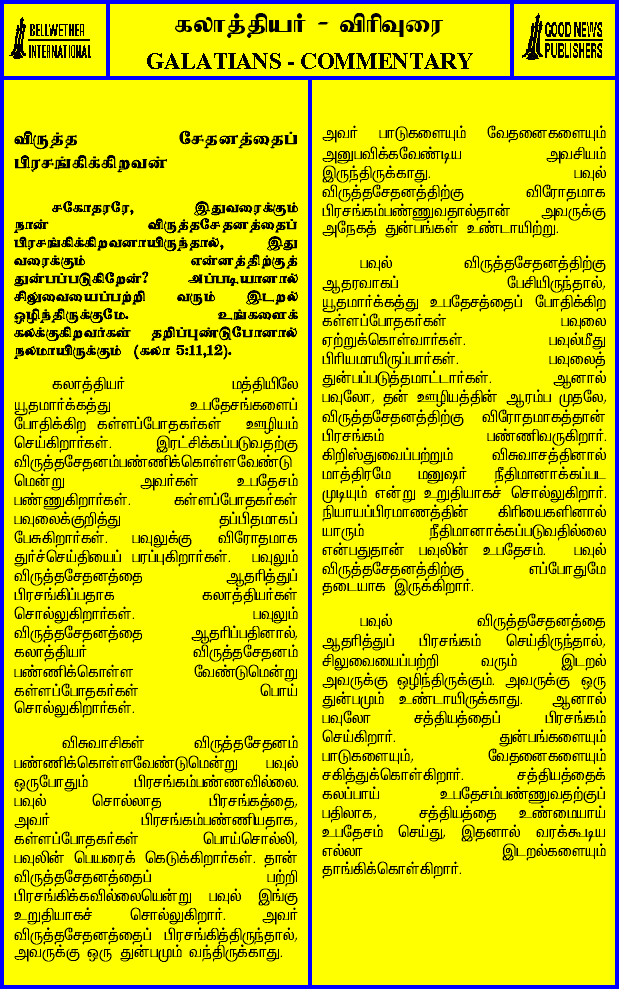 BELLWETHER
INTERNATIONAL
கலாத்தியர் - விரிவுரை
GALATIANS - COMMENTARY
GOOD NEWS
PUBLISHERS
விருத்த சேதனத்தைப்
பிரசங்கிக்கிறவன்
சகோதரரே, இதுவரைக்கும்
நான் விருத்தசேதனத்தைப்
பிரசங்கிக்கிறவனாயிருந்தால், இது
வரைக்கும் என்னத்திற்குத்
துன்பப்படுகிறேன்? அப்படியானால்
சிலுவையைப்பற்றி வரும் இடறல்
ஒழிந்திருக்குமே. உங்களைக்
கலக்குகிறவர்கள் தறிப்புண்டுபோனால்
நலமாயிருக்கும் (கலா 5:11,12).
கலாத்தியர் மத்தியிலே
யூதமார்க்கத்து உபதேசங்களைப்
போதிக்கிற கள்ளப்போதகர்கள் ஊழியம்
செய்கிறார்கள். இரட்சிக்கப்படுவதற்கு
விருத்தசேதனம்பண்ணிக்கொள்ளவேண்டு
மென்று அவர்கள் உபதேசம்
பண்ணுகிறார்கள். கள்ளப்போதகர்கள்
பவுலைக்குறித்து தப்பிதமாகப்
பேசுகிறார்கள். பவுலுக்கு விரோதமாக
துர்ச்செய்தியைப் பரப்புகிறார்கள். பவுலும்
விருத்தசேதனத்தை ஆதரித்துப்
பிரசங்கிப்பதாக கலாத்தியர்கள்
சொல்லுகிறார்கள். பவுலும்
விருத்தசேதனத்தை ஆதரிப்பதினால்,
கலாத்தியர் விருத்தசேதனம்
பண்ணிக்கொள்ள வேண்டுமென்று
கள்ளப்போதகர்கள் பொய்
சொல்லுகிறார்கள்.
விசுவாசிகள் விருத்தசேதனம்
பண்ணிக்கொள்ளவேண்டுமென்று பவுல்
ஒருபோதும் பிரசங்கம்பண்ணவில்லை.
பவுல் சொல்லாத பிரசங்கத்தை,
அவர் பிரசங்கம்பண்ணியதாக,
கள்ளப்போதகர்கள் பொய்சொல்லி,
பவுலின் பெயரைக் கெடுக்கிறார்கள். தான்
விருத்தசேதனத்தைப் பற்றி
பிரசங்கிக்கவில்லையென்று பவுல் இங்கு
உறுதியாகச் சொல்லுகிறார். அவர்
விருத்தசேதனத்தைப் பிரசங்கித்திருந்தால்,
அவருக்கு ஒரு துன்பமும் வந்திருக்காது.
அவர் பாடுகளையும் வேதனைகளையும்
அனுபவிக்கவேண்டிய அவசியம்
இருந்திருக்காது. பவுல்
விருத்தசேதனத்திற்கு விரோதமாக
பிரசங்கம்பண்ணுவதால்தான் அவருக்கு
அநேகத் துன்பங்கள் உண்டாயிற்று.
பவுல் விருத்தசேதனத்திற்கு
ஆதரவாகப் பேசியிருந்தால்,
யூதமார்க்கத்து உபதேசத்தைப் போதிக்கிற
கள்ளப்போதகர்கள் பவுலை
ஏற்றுக்கொள்வார்கள். பவுல்மீது
பிரியமாயிருப்பார்கள். பவுலைத்
துன்பப்படுத்தமாட்டார்கள். ஆனால்
பவுலோ, தன் ஊழியத்தின் ஆரம்ப முதலே,
விருத்தசேதனத்திற்கு விரோதமாகத்தான்
பிரசங்கம் பண்ணிவருகிறார்.
கிறிஸ்துவைப்பற்றும் விசுவாசத்தினால்
மாத்திரமே மனுஷர் நீதிமானாக்கப்பட
முடியும் என்று உறுதியாகச் சொல்லுகிறார்.
நியாயப்பிரமாணத்தின் கிரியைகளினால்
யாரும் நீதிமானாக்கப்படுவதில்லை
என்பதுதான் பவுலின் உபதேசம். பவுல்
விருத்தசேதனத்திற்கு எப்போதுமே
தடையாக இருக்கிறார்.
பவுல் விருத்தசேதனத்தை
ஆதரித்துப் பிரசங்கம் செய்திருந்தால்,
சிலுவையைப்பற்றி வரும் இடறல்
அவருக்கு ஒழிந்திருக்கும். அவருக்கு ஒரு
துன்பமும் உண்டாயிருக்காது. ஆனால்
பவுலோ சத்தியத்தைப் பிரசங்கம்
செய்கிறார். துன்பங்களையும்
பாடுகளையும், வேதனைகளையும்
சகித்துக்கொள்கிறார். சத்தியத்தைக்
கலப்பாய் உபதேசம்பண்ணுவதற்குப்
பதிலாக, சத்தியத்தை உண்மையாய்
உபதேசம் செய்து, இதனால் வரக்கூடிய
எல்லா இடறல்களையும்
தாங்கிக்கொள்கிறார்.